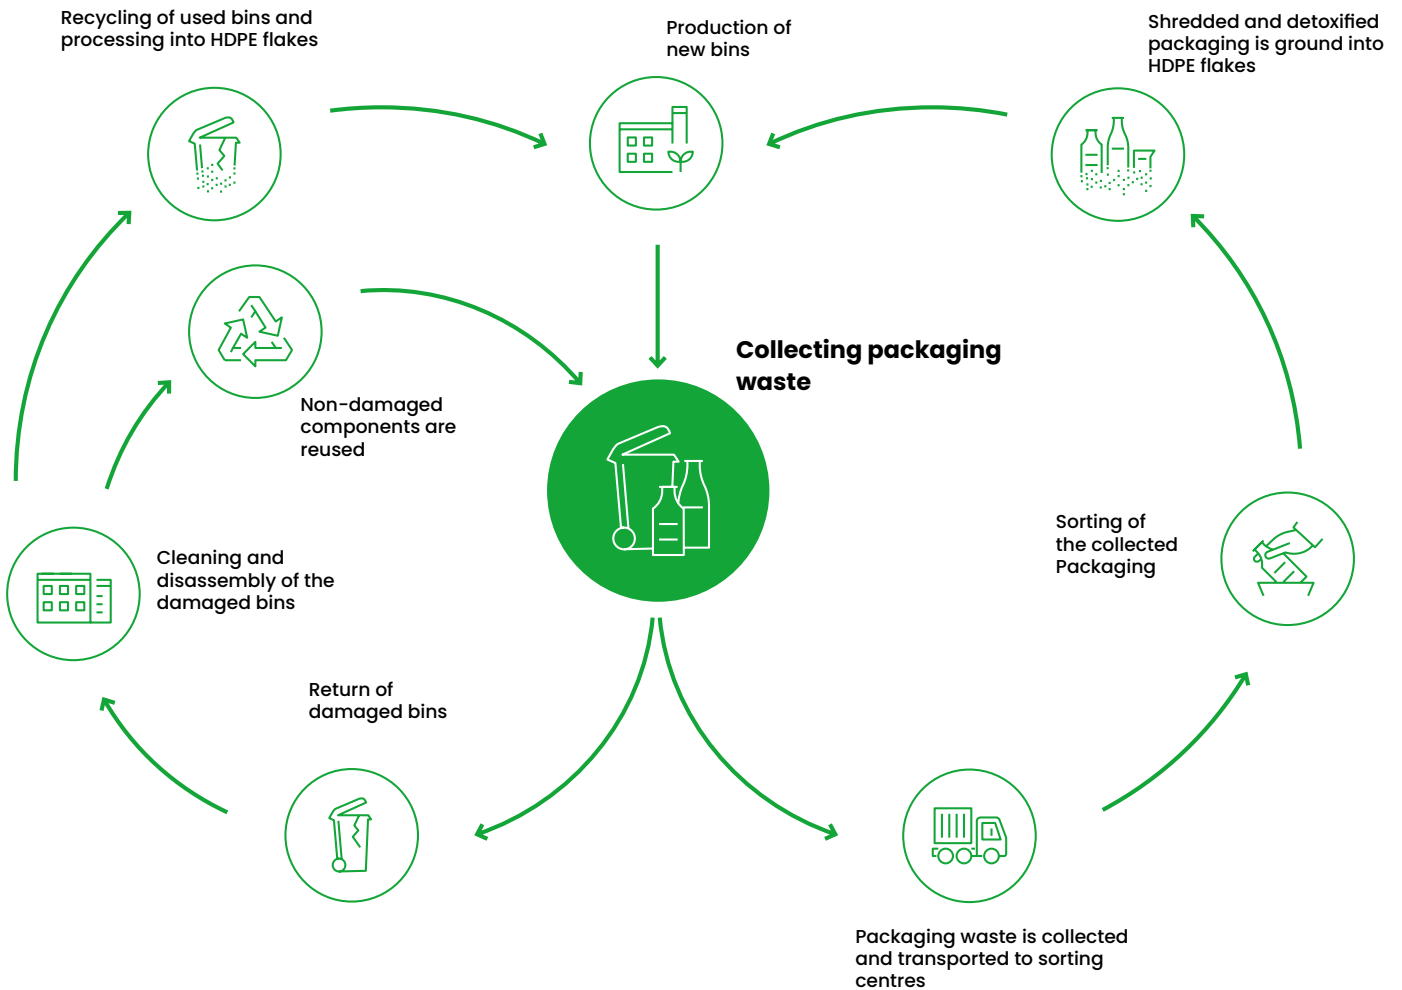 Recycling of used bins and
processing into HDPE flakes
Production of
new bins
Shredded and detoxified
packaging is ground into
HDPE flakes
Collecting packaging
waste
Non-damaged
components are
reused
Cleaning and
disassembly of the
damaged bins
Sorting of
the collected
Packaging
Return of
damaged bins
Packaging waste is collected
and transported to sorting
centres